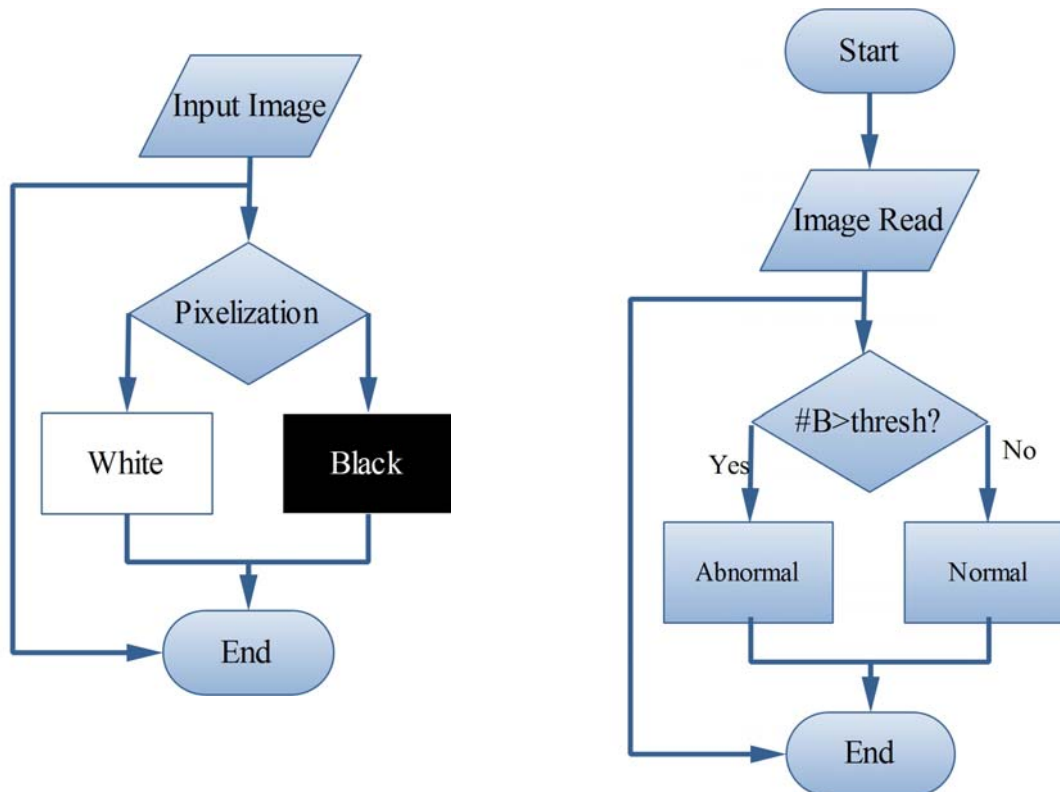 Input Image
Pixelization
White
Black
End
Start
Image Read
#B>thresh?
Yes
No
Abnormal
Normal
End